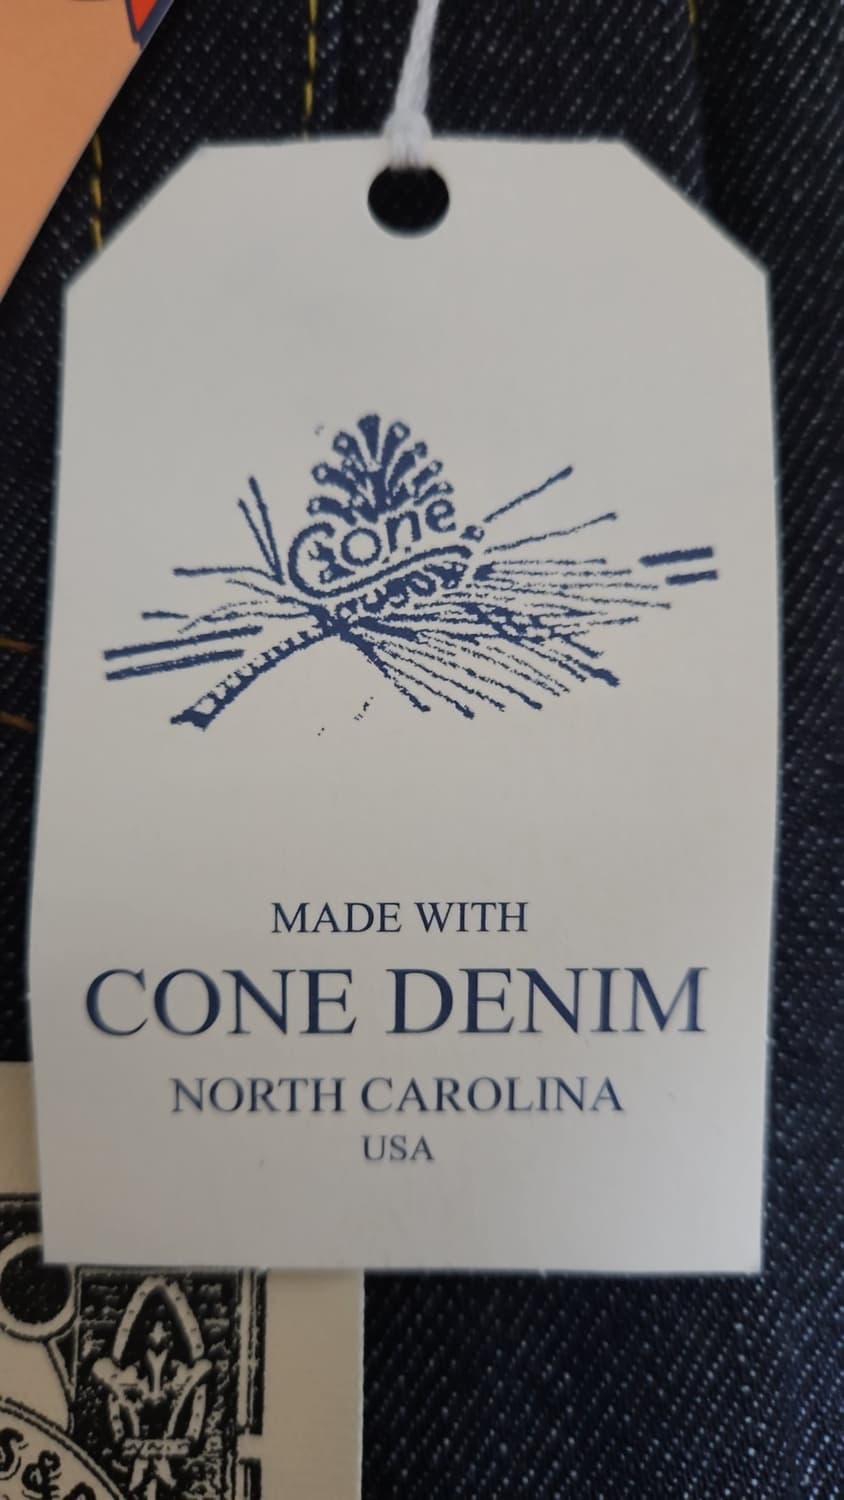 Cone
MADE WITH
CONE DENIM
NORTH CAROLINA
USA
S &